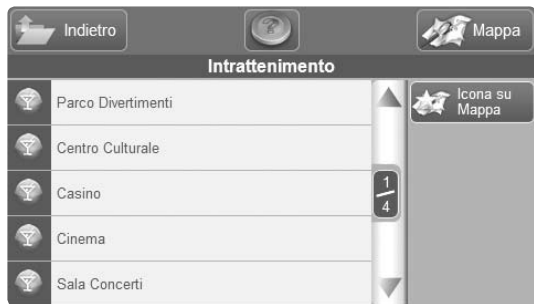 Indietro
?
Mappa
Intrattenimento
Parco Divertimenti
Icona su
Mappa
Centro Culturale
Casino
1
4
Cinema
Sala Concerti